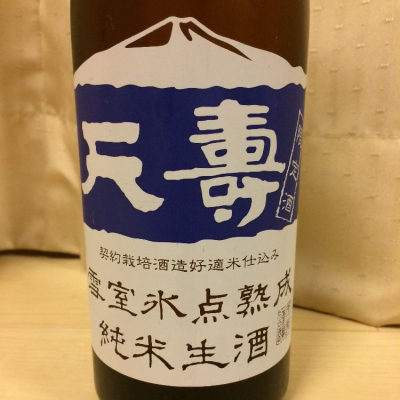 天寿
限定酒
契約栽培酒造好適米仕込み
雪室氷点熟成
純米生酒